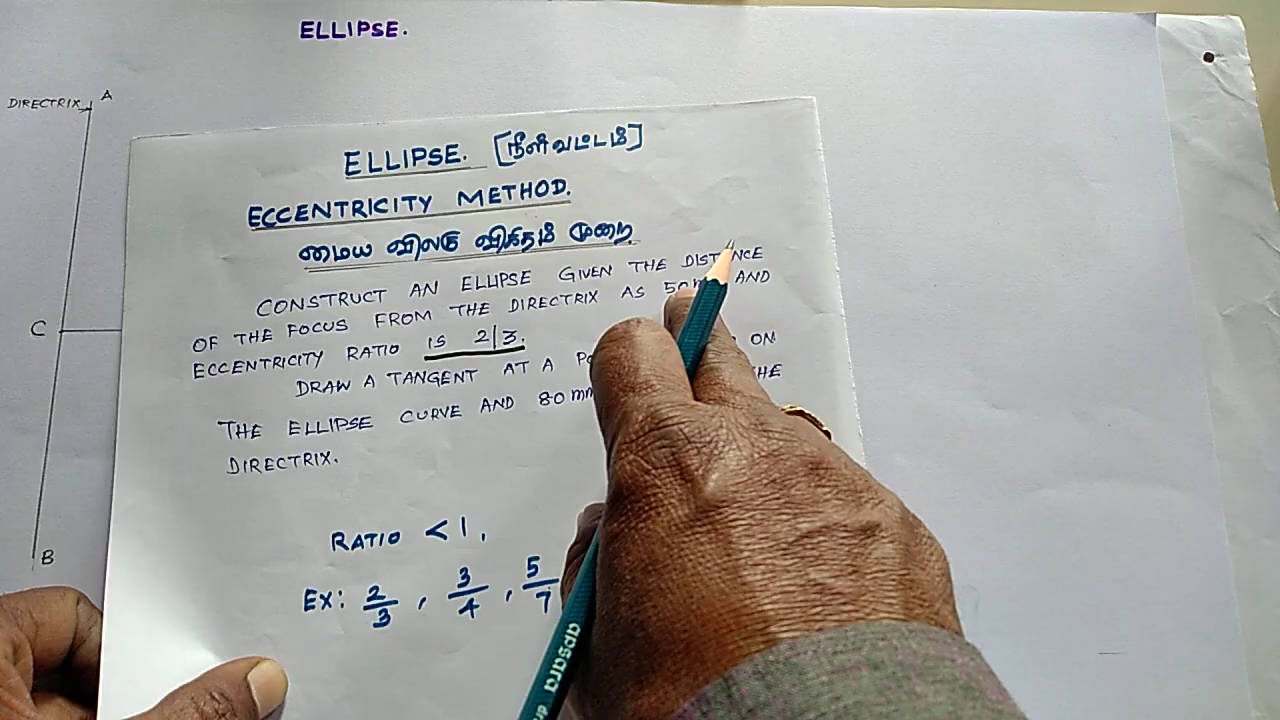 ELLIPSE.
DIRECTRIX A
ELLIPSE. [நீள்வட்டம்]
ECCENTRICITY METHOD.
மைய விலகு விகிதம் முறை.
CONSTRUCT AN ELLIPSE GIVEN THE DISTANCE
OF THE FOCUS FROM THE DIRECTRIX AS AND
ECCENTRICITY RATIO IS 2/3.
DRAW A TANGENT AT A ON
THE ELLIPSE CURVE AND 80 mm
DIRECTRIX.
C
B
RATIO < 1.
EX: 2/3, 3/4, 5/7
apsara